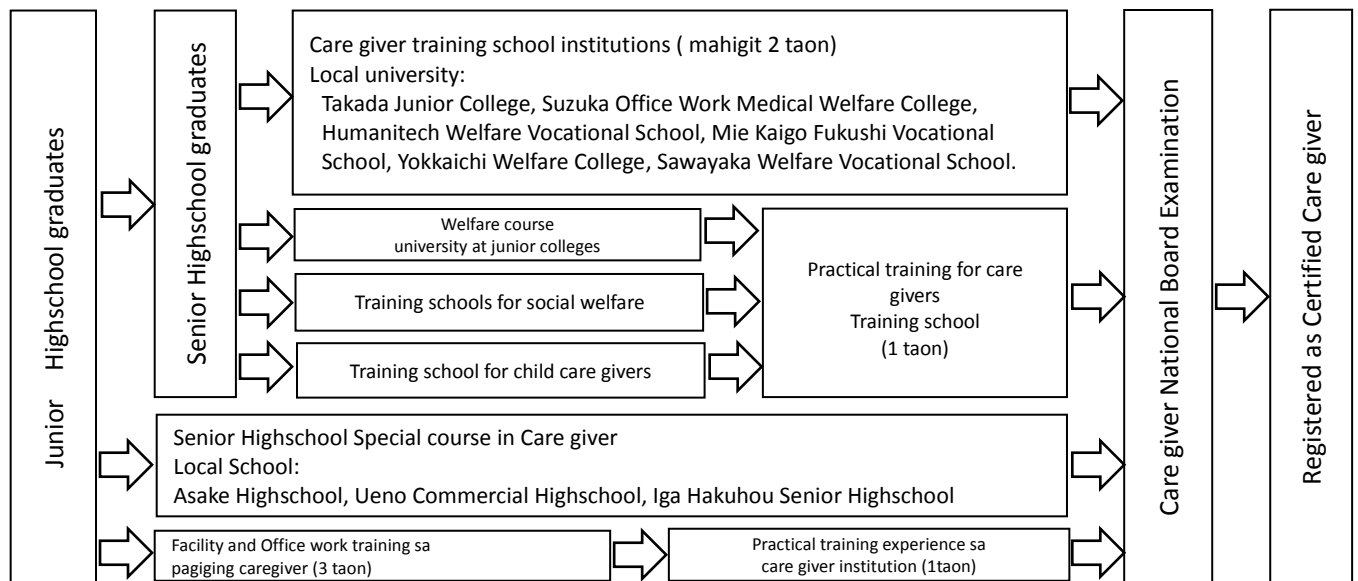 Junior Highschool graduates
Senior Highschool graduates
Care giver training school institutions ( mahigit 2 taon)
Local university:
Takada Junior College, Suzuka Office Work Medical Welfare College,
Humanitech Welfare Vocational School, Mie Kaigo Fukushi Vocational
School, Yokkaichi Welfare College, Sawayaka Welfare Vocational School.
Welfare course
university at junior colleges
Training schools for social welfare
Training school for child care givers
Practical training for care
givers
Training school
(1 taon)
Senior Highschool Special course in Care giver
Local School:
Asake Highschool, Ueno Commercial Highschool, Iga Hakuhou Senior Highschool
Facility and Office work training sa
pagiging caregiver (3 taon)
Practical training experience sa
care giver institution (1taon)
Care giver National Board Examination
Registered as Certified Care giver